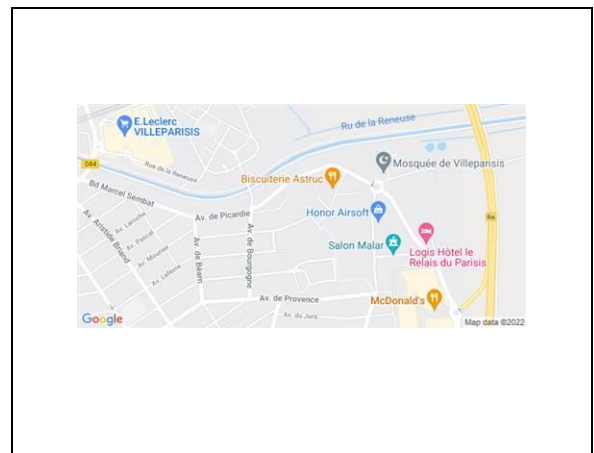 E.Leclerc
VILLEPARISIS
Ru de la Reneuse
D84
Rue de la Reneuse
Mosquée de Villeparisis
Biscuiterie Astruc
Bd Marcel Sembat
Av. de Picardie
Honor Airsoft
Av. Laroche
Av. Aristide Briand
Av. Pascal
Av. Mounier
Av. Lefèvre
Av. de Béarn
Av. de Bourgogne
Salon Malar
Logis Hôtel le
Relais du Parisis
Av. de Provence
McDonald's
Av. du Jura
Google
Map data ©2022